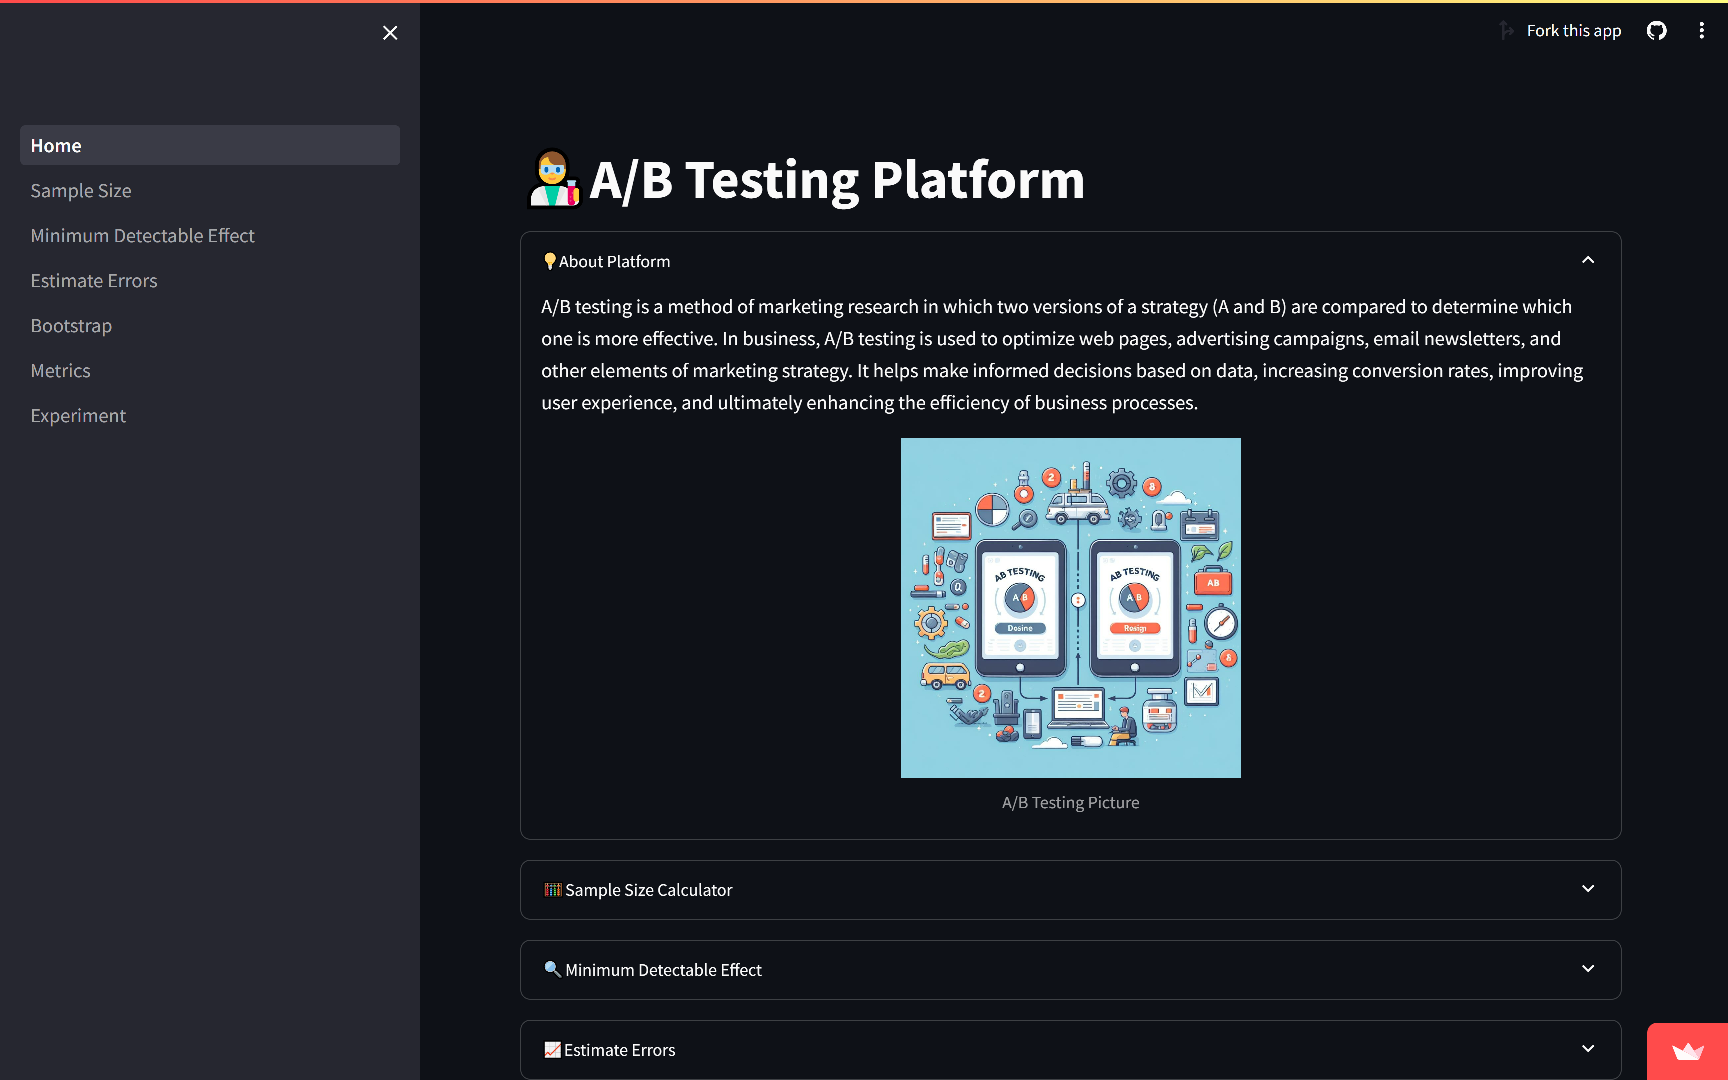 Fork this app
Home
Sample Size
Minimum Detectable Effect
Estimate Errors
Bootstrap
Metrics
Experiment
A/B Testing Platform
About Platform
A/B testing is a method of marketing research in which two versions of a strategy (A and B) are compared to determine which
one is more effective. In business, A/B testing is used to optimize web pages, advertising campaigns, email newsletters, and
other elements of marketing strategy. It helps make informed decisions based on data, increasing conversion rates, improving
user experience, and ultimately enhancing the efficiency of business processes.
2
8
AB TESTING
A B
Dosine
AB TESTING
A B
Resign
AB
Q
8
2
A/B Testing Picture
Sample Size Calculator
Minimum Detectable Effect
Estimate Errors